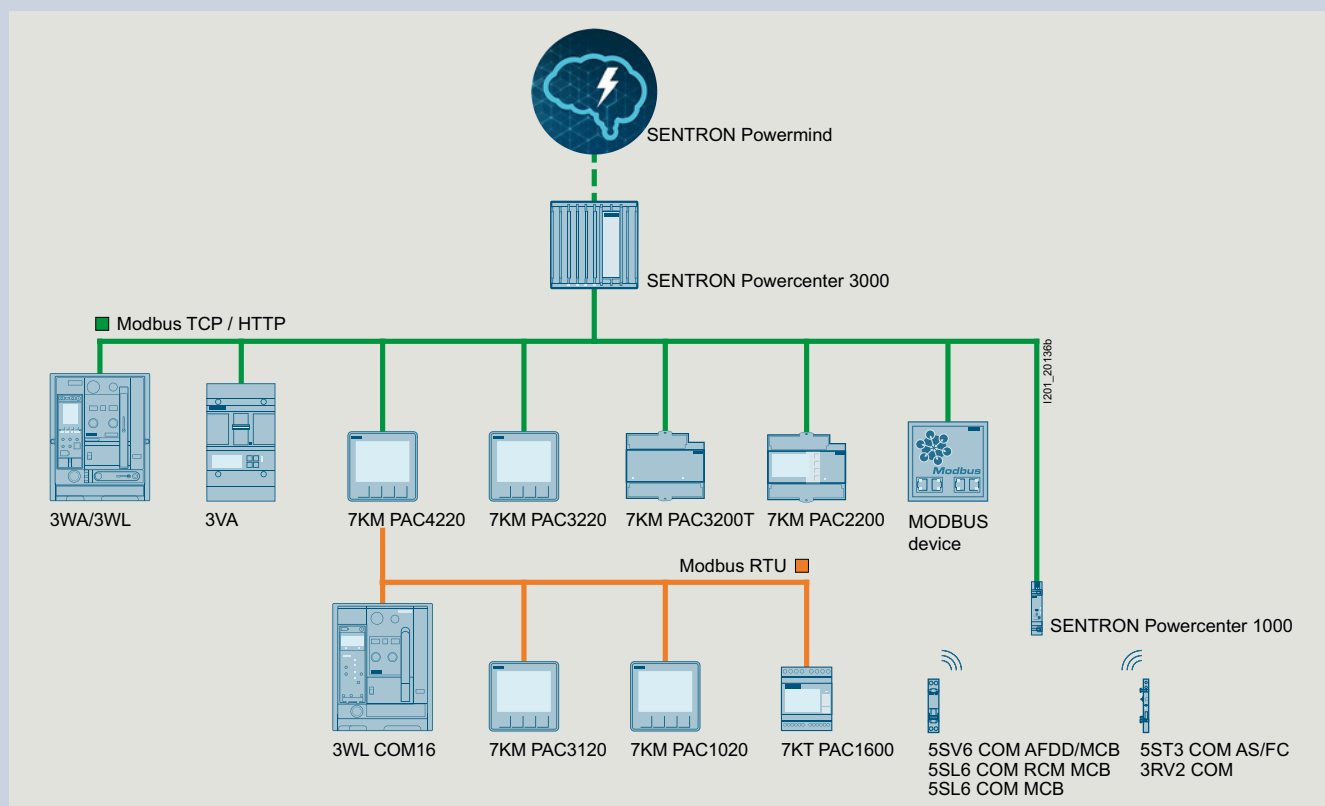 SENTRON Powermind
SENTRON Powercenter 3000
Modbus TCP / HTTP
I201_20136b
3WA/3WL
3VA
7KM PAC4220
7KM PAC3220
7KM PAC3200T
7KM PAC2200
Modbus
MODBUS
device
Modbus RTU
SENTRON Powercenter 1000
3WL COM16
7KM PAC3120
7KM PAC1020
7KT PAC1600
5SV6 COM AFDD/MCB
5SL6 COM RCM MCB
5SL6 COM MCB
5ST3 COM AS/FC
3RV2 COM